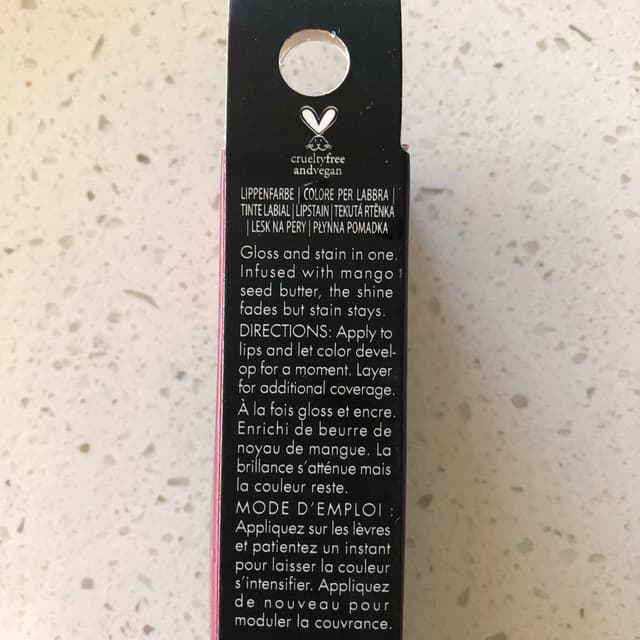 crueltyfree
andvegan
LIPPENFARBE | COLORE PER LABBRA |
TINTE LABIAL | LIPSTAIN | TEKUTÁ RTĚNKA
| LESK NA PERY | PŁYNNA POMADKA
Gloss and stain in one.
Infused with mango
seed butter, the shine
fades but stain stays.
DIRECTIONS: Apply to
lips and let color devel-
op for a moment. Layer
for additional coverage.
À la fois gloss et encre.
Enrichi de beurre de
noyau de mangue. La
brillance s'atténue mais
la couleur reste.
MODE D'EMPLOI :
Appliquez sur les lèvres
et patientez un instant
pour laisser la couleur
s'intensifier. Appliquez
de nouveau pour
moduler la couvrance.